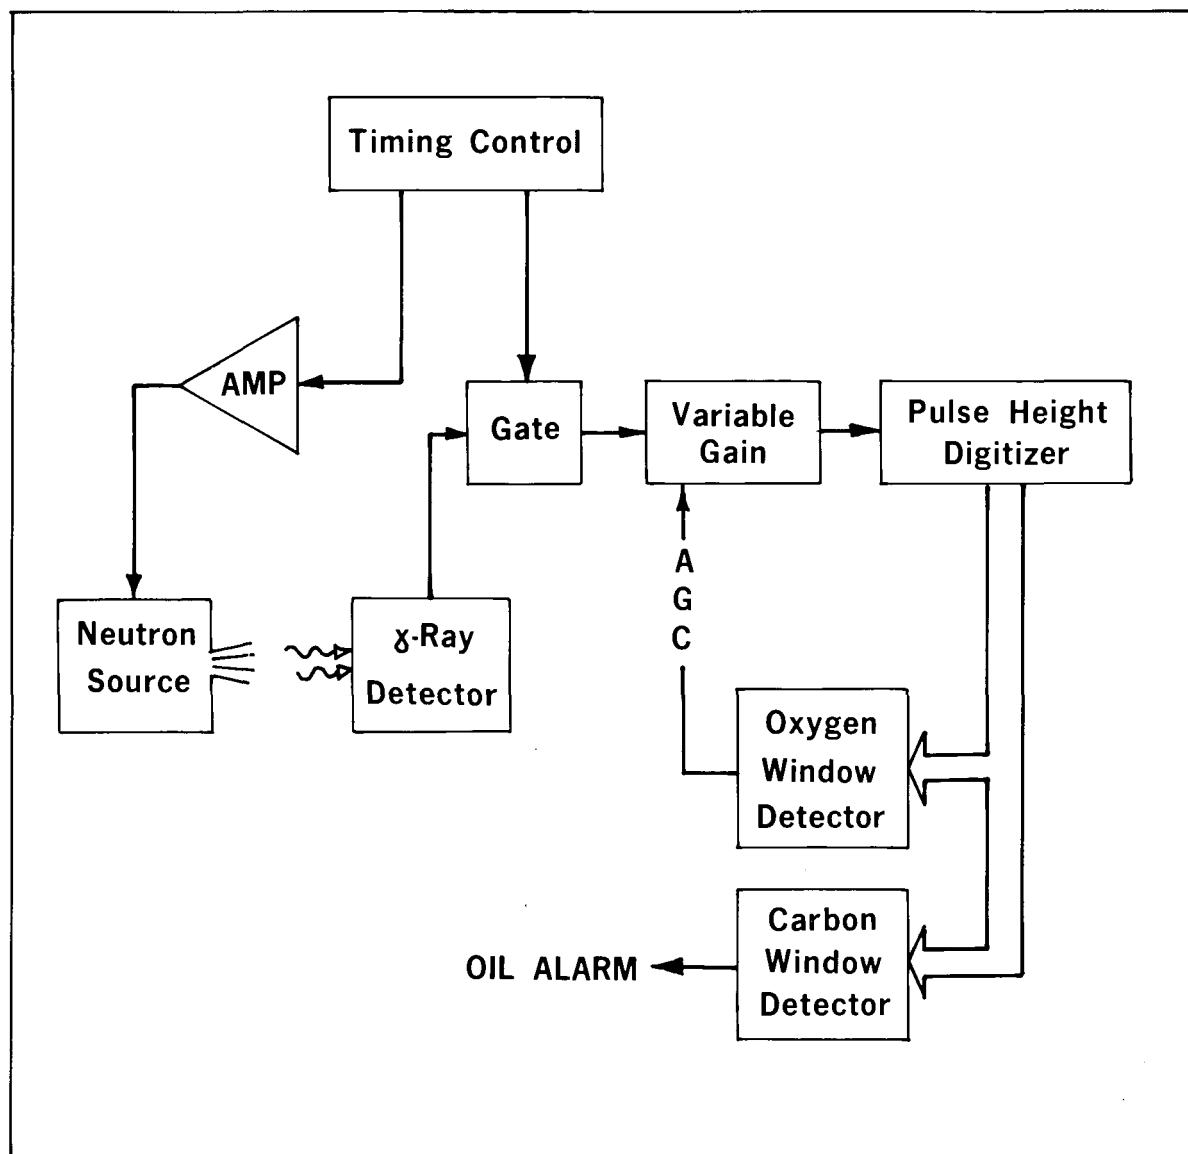 Timing Control
AMP
Gate
Variable
Gain
Pulse Height
Digitizer
Neutron
Source
ɣ-Ray
Detector
A
G
C
Oxygen
Window
Detector
Carbon
Window
Detector
OIL ALARM